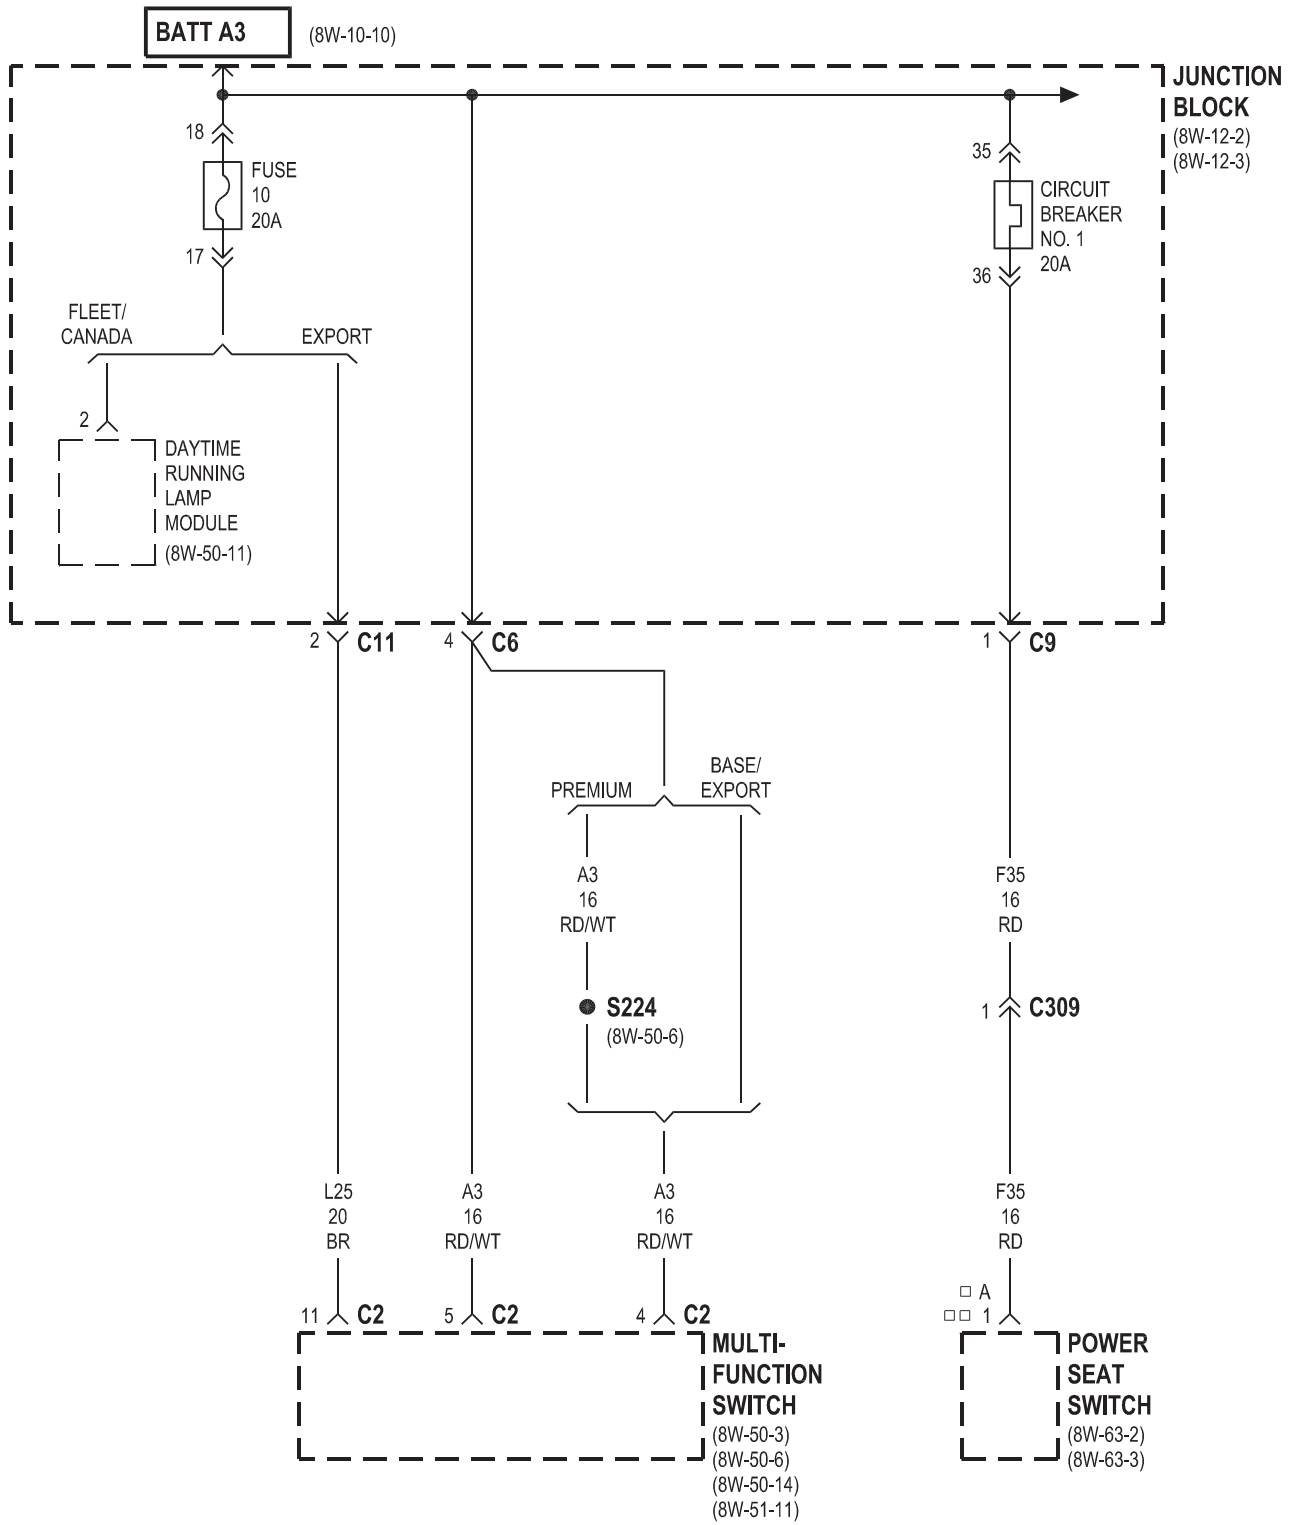 BATT A3
(8W-10-10)
JUNCTION
BLOCK
(8W-12-2)
(8W-12-3)
18
FUSE
10
20A
17
35
CIRCUIT
BREAKER
NO. 1
20A
36
FLEET/
CANADA
EXPORT
2
DAYTIME
RUNNING
LAMP
MODULE
(8W-50-11)
2 C11
4 C6
1 C9
PREMIUM
BASE/
EXPORT
A3
16
RD/WT
F35
16
RD
S224
(8W-50-6)
1 C309
L25
20
BR
A3
16
RD/WT
A3
16
RD/WT
F35
16
RD
11 C2
5 C2
4 C2
□ A
□□ 1
MULTI-
FUNCTION
SWITCH
(8W-50-3)
(8W-50-6)
(8W-50-14)
(8W-51-11)
POWER
SEAT
SWITCH
(8W-63-2)
(8W-63-3)